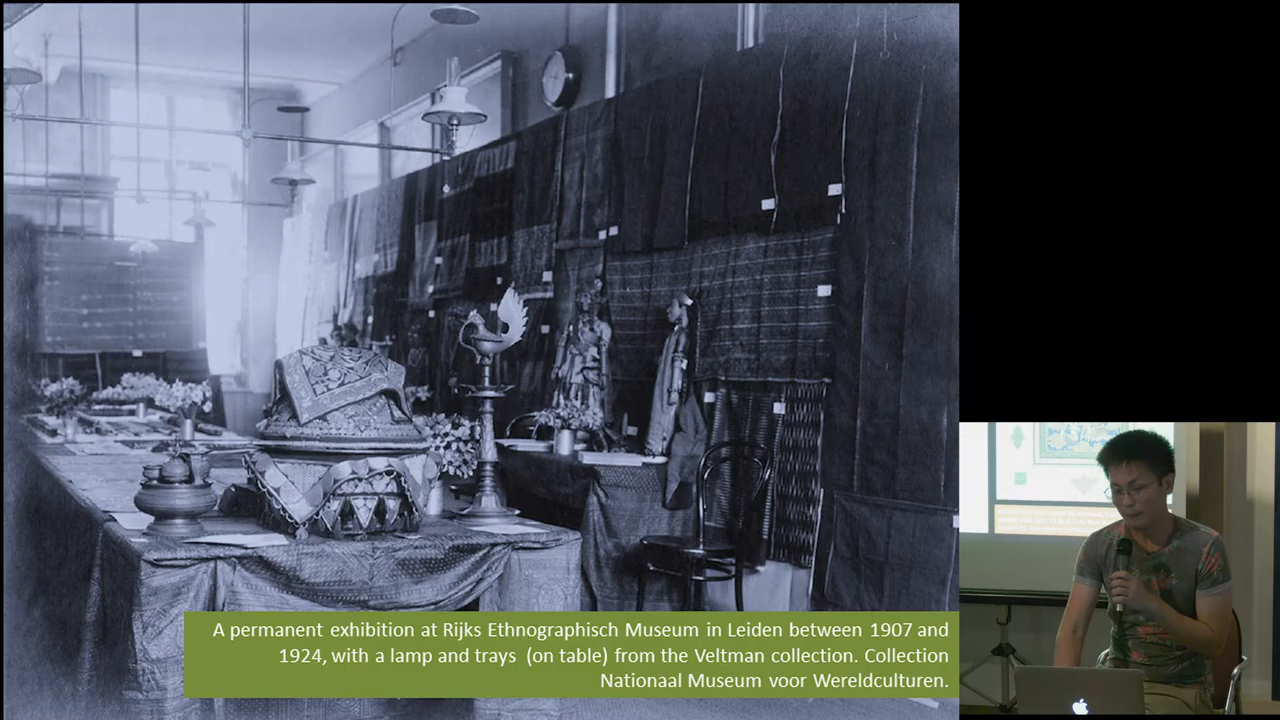 A permanent exhibition at Rijks Ethnographisch Museum in Leiden between 1907 and
1924, with a lamp and trays (on table) from the Veltman collection. Collection
Nationaal Museum voor Wereldculturen.